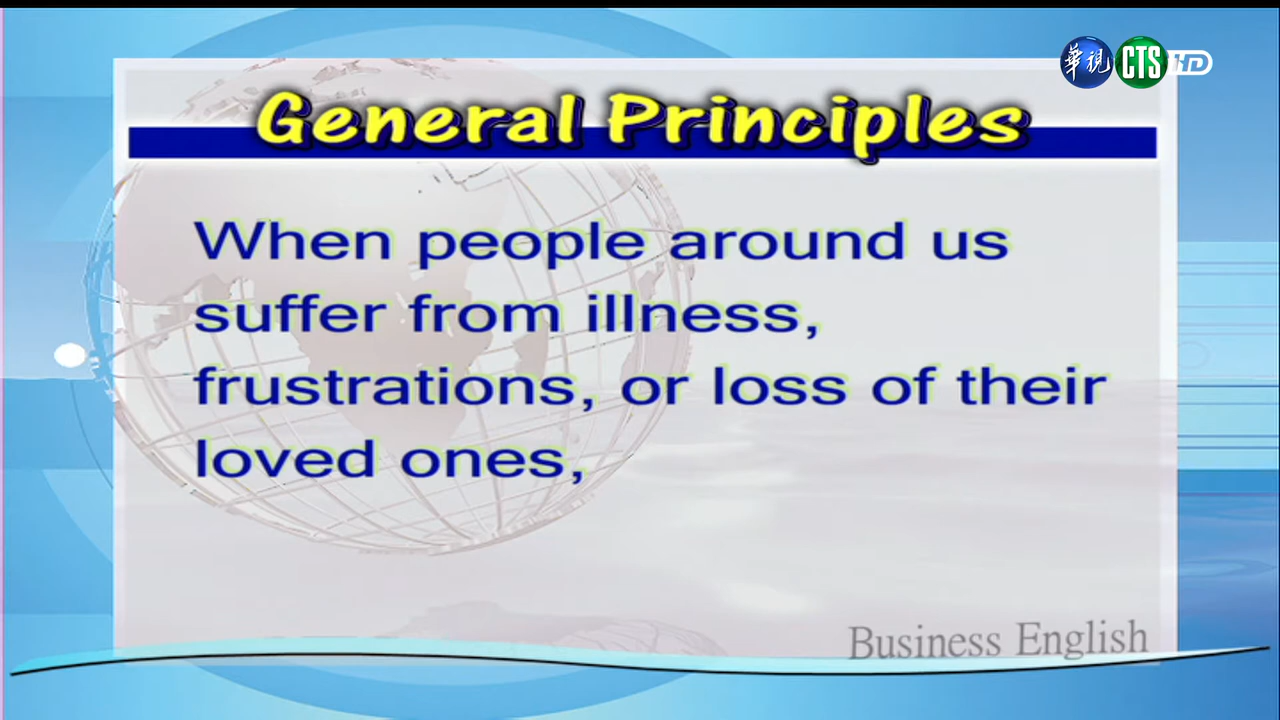 華視 CTS HD
General Principles
When people around us
suffer from illness,
frustrations, or loss of their
loved ones,
Business English